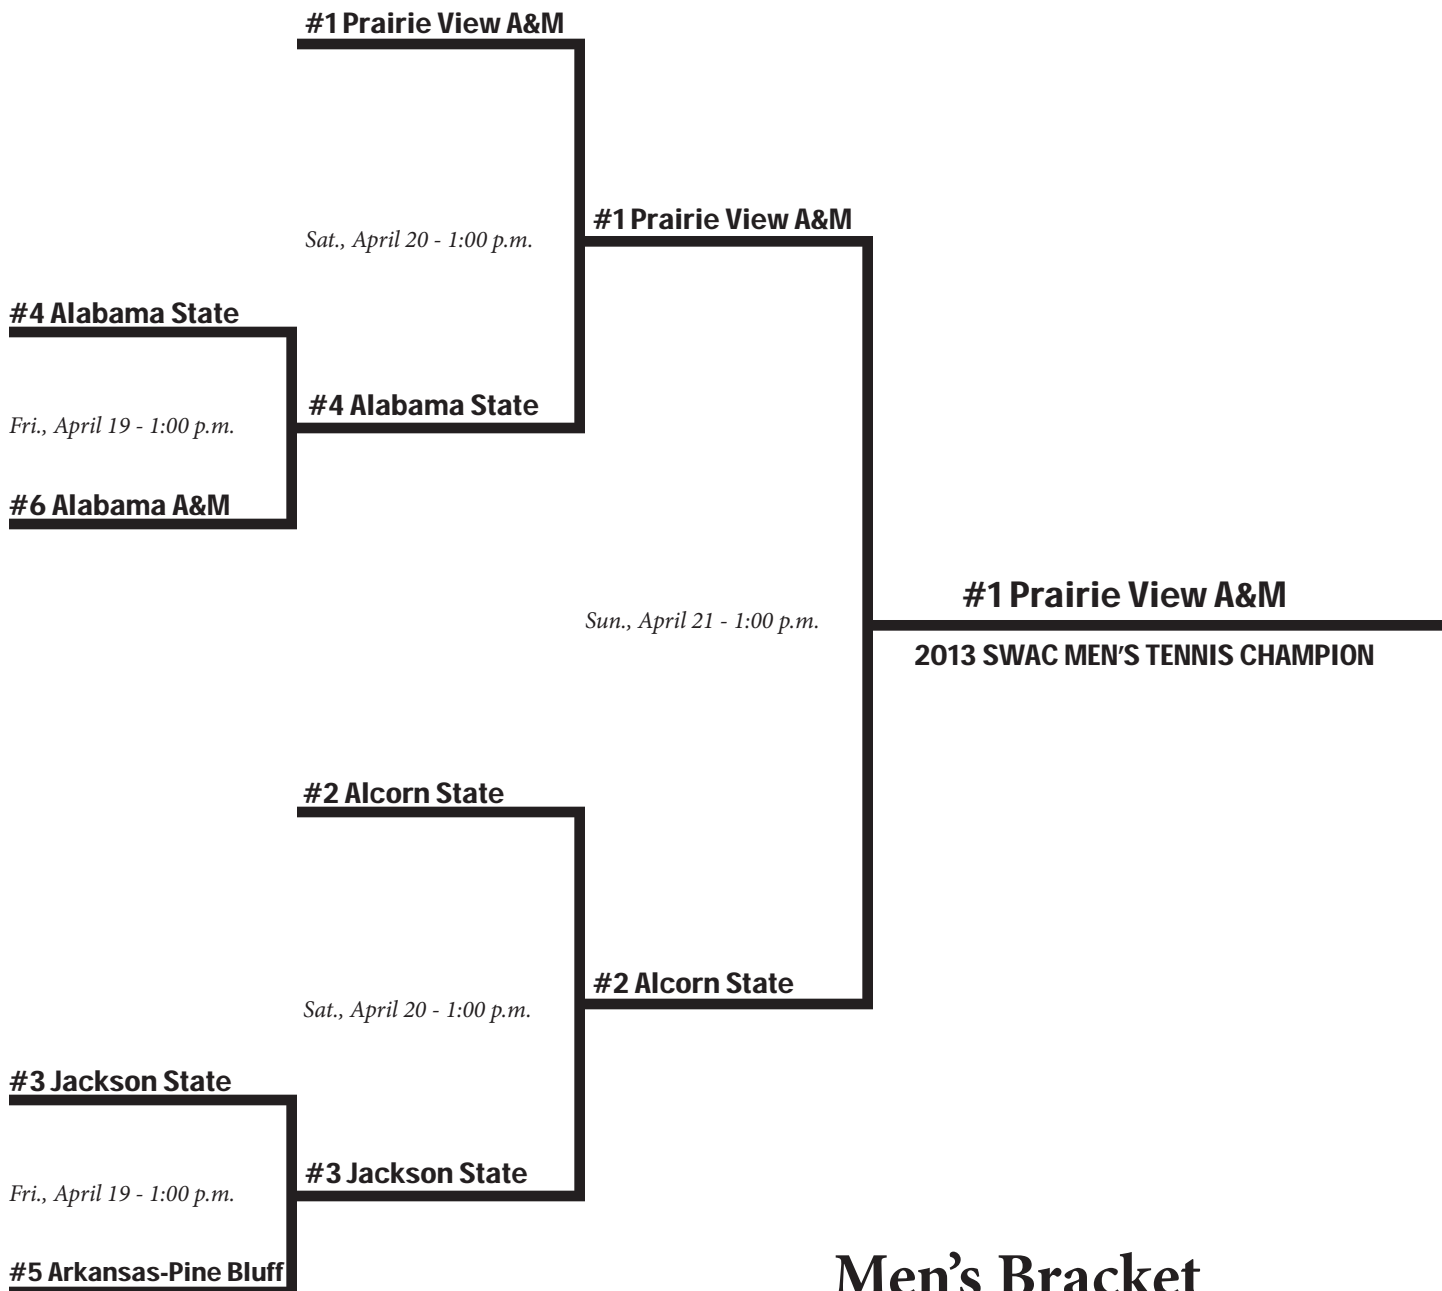 #1 Prairie View A&M
Sat., April 20 - 1:00 p.m.
#1 Prairie View A&M
#4 Alabama State
#4 Alabama State
Fri., April 19 - 1:00 p.m.
#6 Alabama A&M
#1 Prairie View A&M
Sun., April 21 - 1:00 p.m.
2013 SWAC MEN'S TENNIS CHAMPION
#2 Alcorn State
#2 Alcorn State
Sat., April 20 - 1:00 p.m.
#3 Jackson State
#3 Jackson State
Fri., April 19 - 1:00 p.m.
#5 Arkansas-Pine Bluff
Men’s Bracket